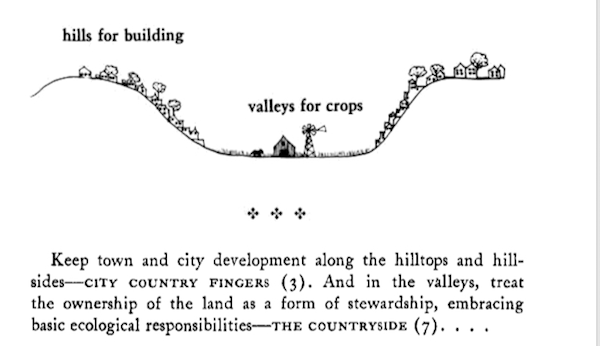 hills for building
valleys for crops
Keep town and city development along the hilltops and hill-
sides—CITY COUNTRY FINGERS (3). And in the valleys, treat
the ownership of the land as a form of stewardship, embracing
basic ecological responsibilities—THE COUNTRYSIDE (7). . . .